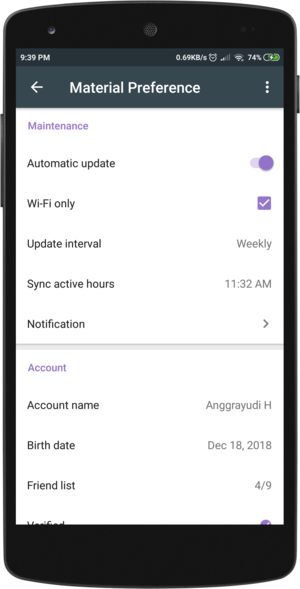 9:39 PM 0.69KB/s 74%
Material Preference
Maintenance
Automatic update
Wi-Fi only
Update interval Weekly
Sync active hours 11:32 AM
Notification
Account
Account name Anggrayudi H
Birth date Dec 18, 2018
Friend list 4/9
Verified